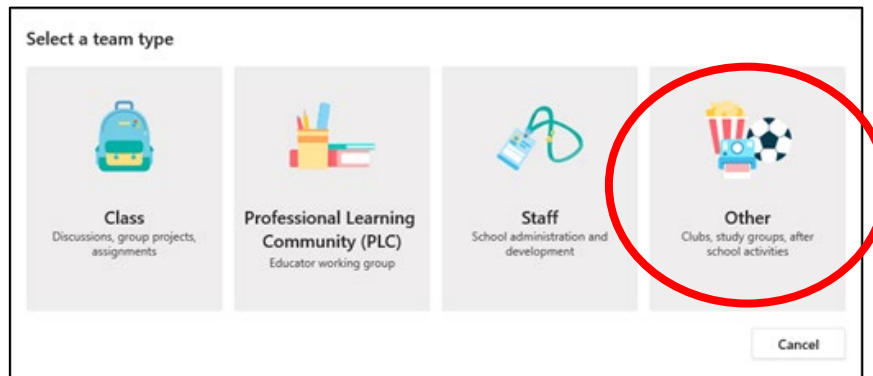 Select a team type
Class
Discussions, group projects,
assignments
Professional Learning
Community (PLC)
Educator working group
Staff
School administration and
development
Other
Clubs, study groups, after
school activities
Cancel